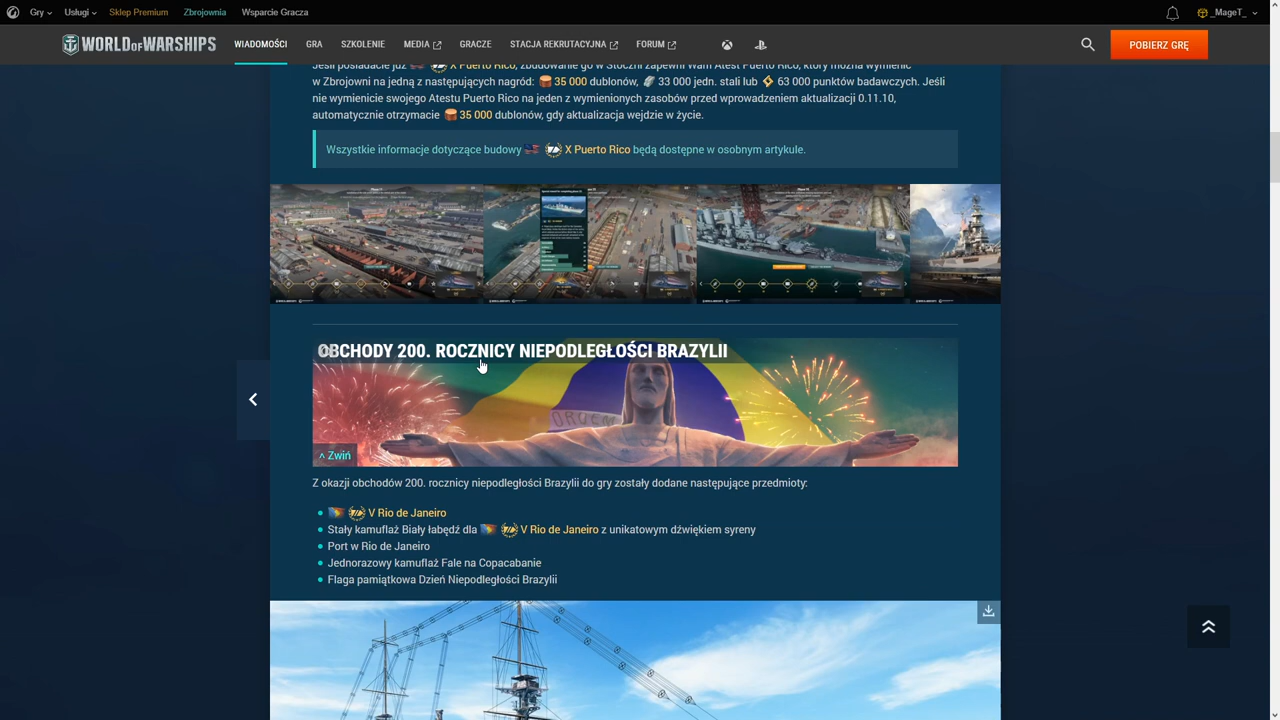 Gry Usługi Sklep Premium Zbrojownia Wsparcie Gracza _MageT_
WORLD OF WARSHIPS WIADOMOŚCI GRA SZKOLENIE MEDIA GRACZE STACJA REKRUTACYJNA FORUM POBIERZ GRĘ
Jeśli posiadacie już X Puerto Rico, zbudowanie go w Stoczni zapewni Wam Atest Puerto Rico, który można wymienić
w Zbrojowni na jedną z następujących nagród: 35 000 dublonów, 33 000 jedn. stali lub 63 000 punktów badawczych. Jeśli
nie wymienicie swojego Atestu Puerto Rico na jeden z wymienionych zasobów przed wprowadzeniem aktualizacji 0.11.10,
automatycznie otrzymacie 35 000 dublonów, gdy aktualizacja wejdzie w życie.
Wszystkie informacje dotyczące budowy X Puerto Rico będą dostępne w osobnym artykule.
OBCHODY 200. ROCZNICY NIEPODLEGŁOŚCI BRAZYLII
ORDEM
^ Zwiń
Z okazji obchodów 200. rocznicy niepodległości Brazylii do gry zostały dodane następujące przedmioty:
V Rio de Janeiro
Stały kamuflaż Biały łabędź dla V Rio de Janeiro z unikatowym dźwiękiem syreny
Port w Rio de Janeiro
Jednorazowy kamuflaż Fale na Copacabanie
Flaga pamiątkowa Dzień Niepodległości Brazylii